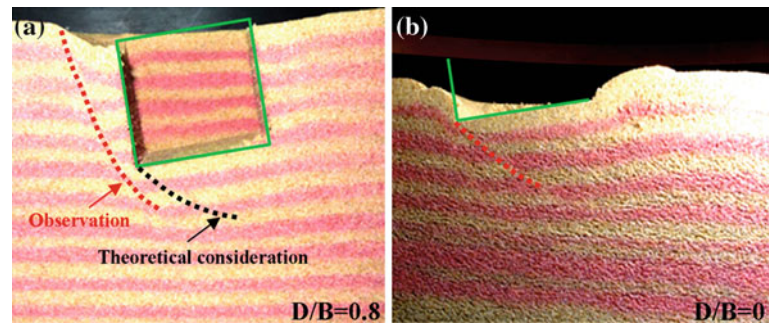 (a)
Observation
Theoretical consideration
D/B=0.8
(b)
D/B=0